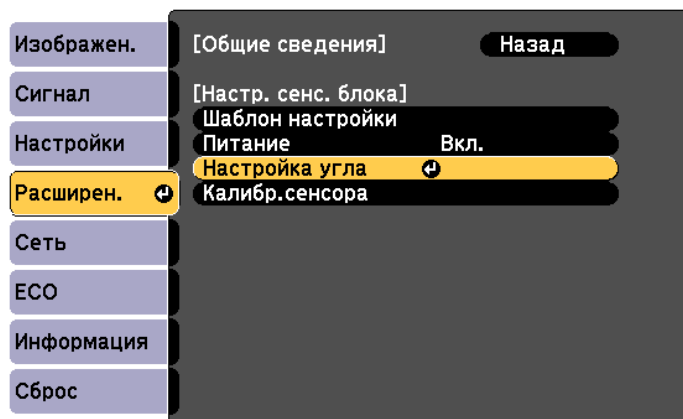 Изображен.
Сигнал
Настройки
Расширен.
Сеть
ECO
Информация
Сброс
[Общие сведения] Назад
[Настр. сенс. блока]
Шаблон настройки
Питание Вкл.
Настройка угла
Калибр.сенсора